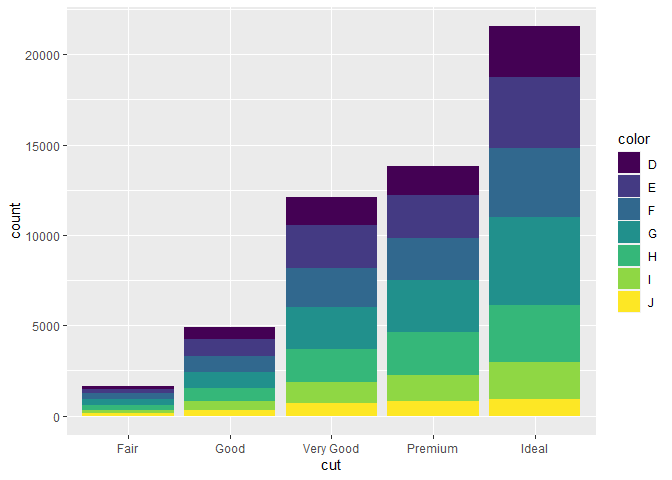 20000
15000
10000
5000
0
count
Fair Good Very Good Premium Ideal
cut
color
D
E
F
G
H
I
J